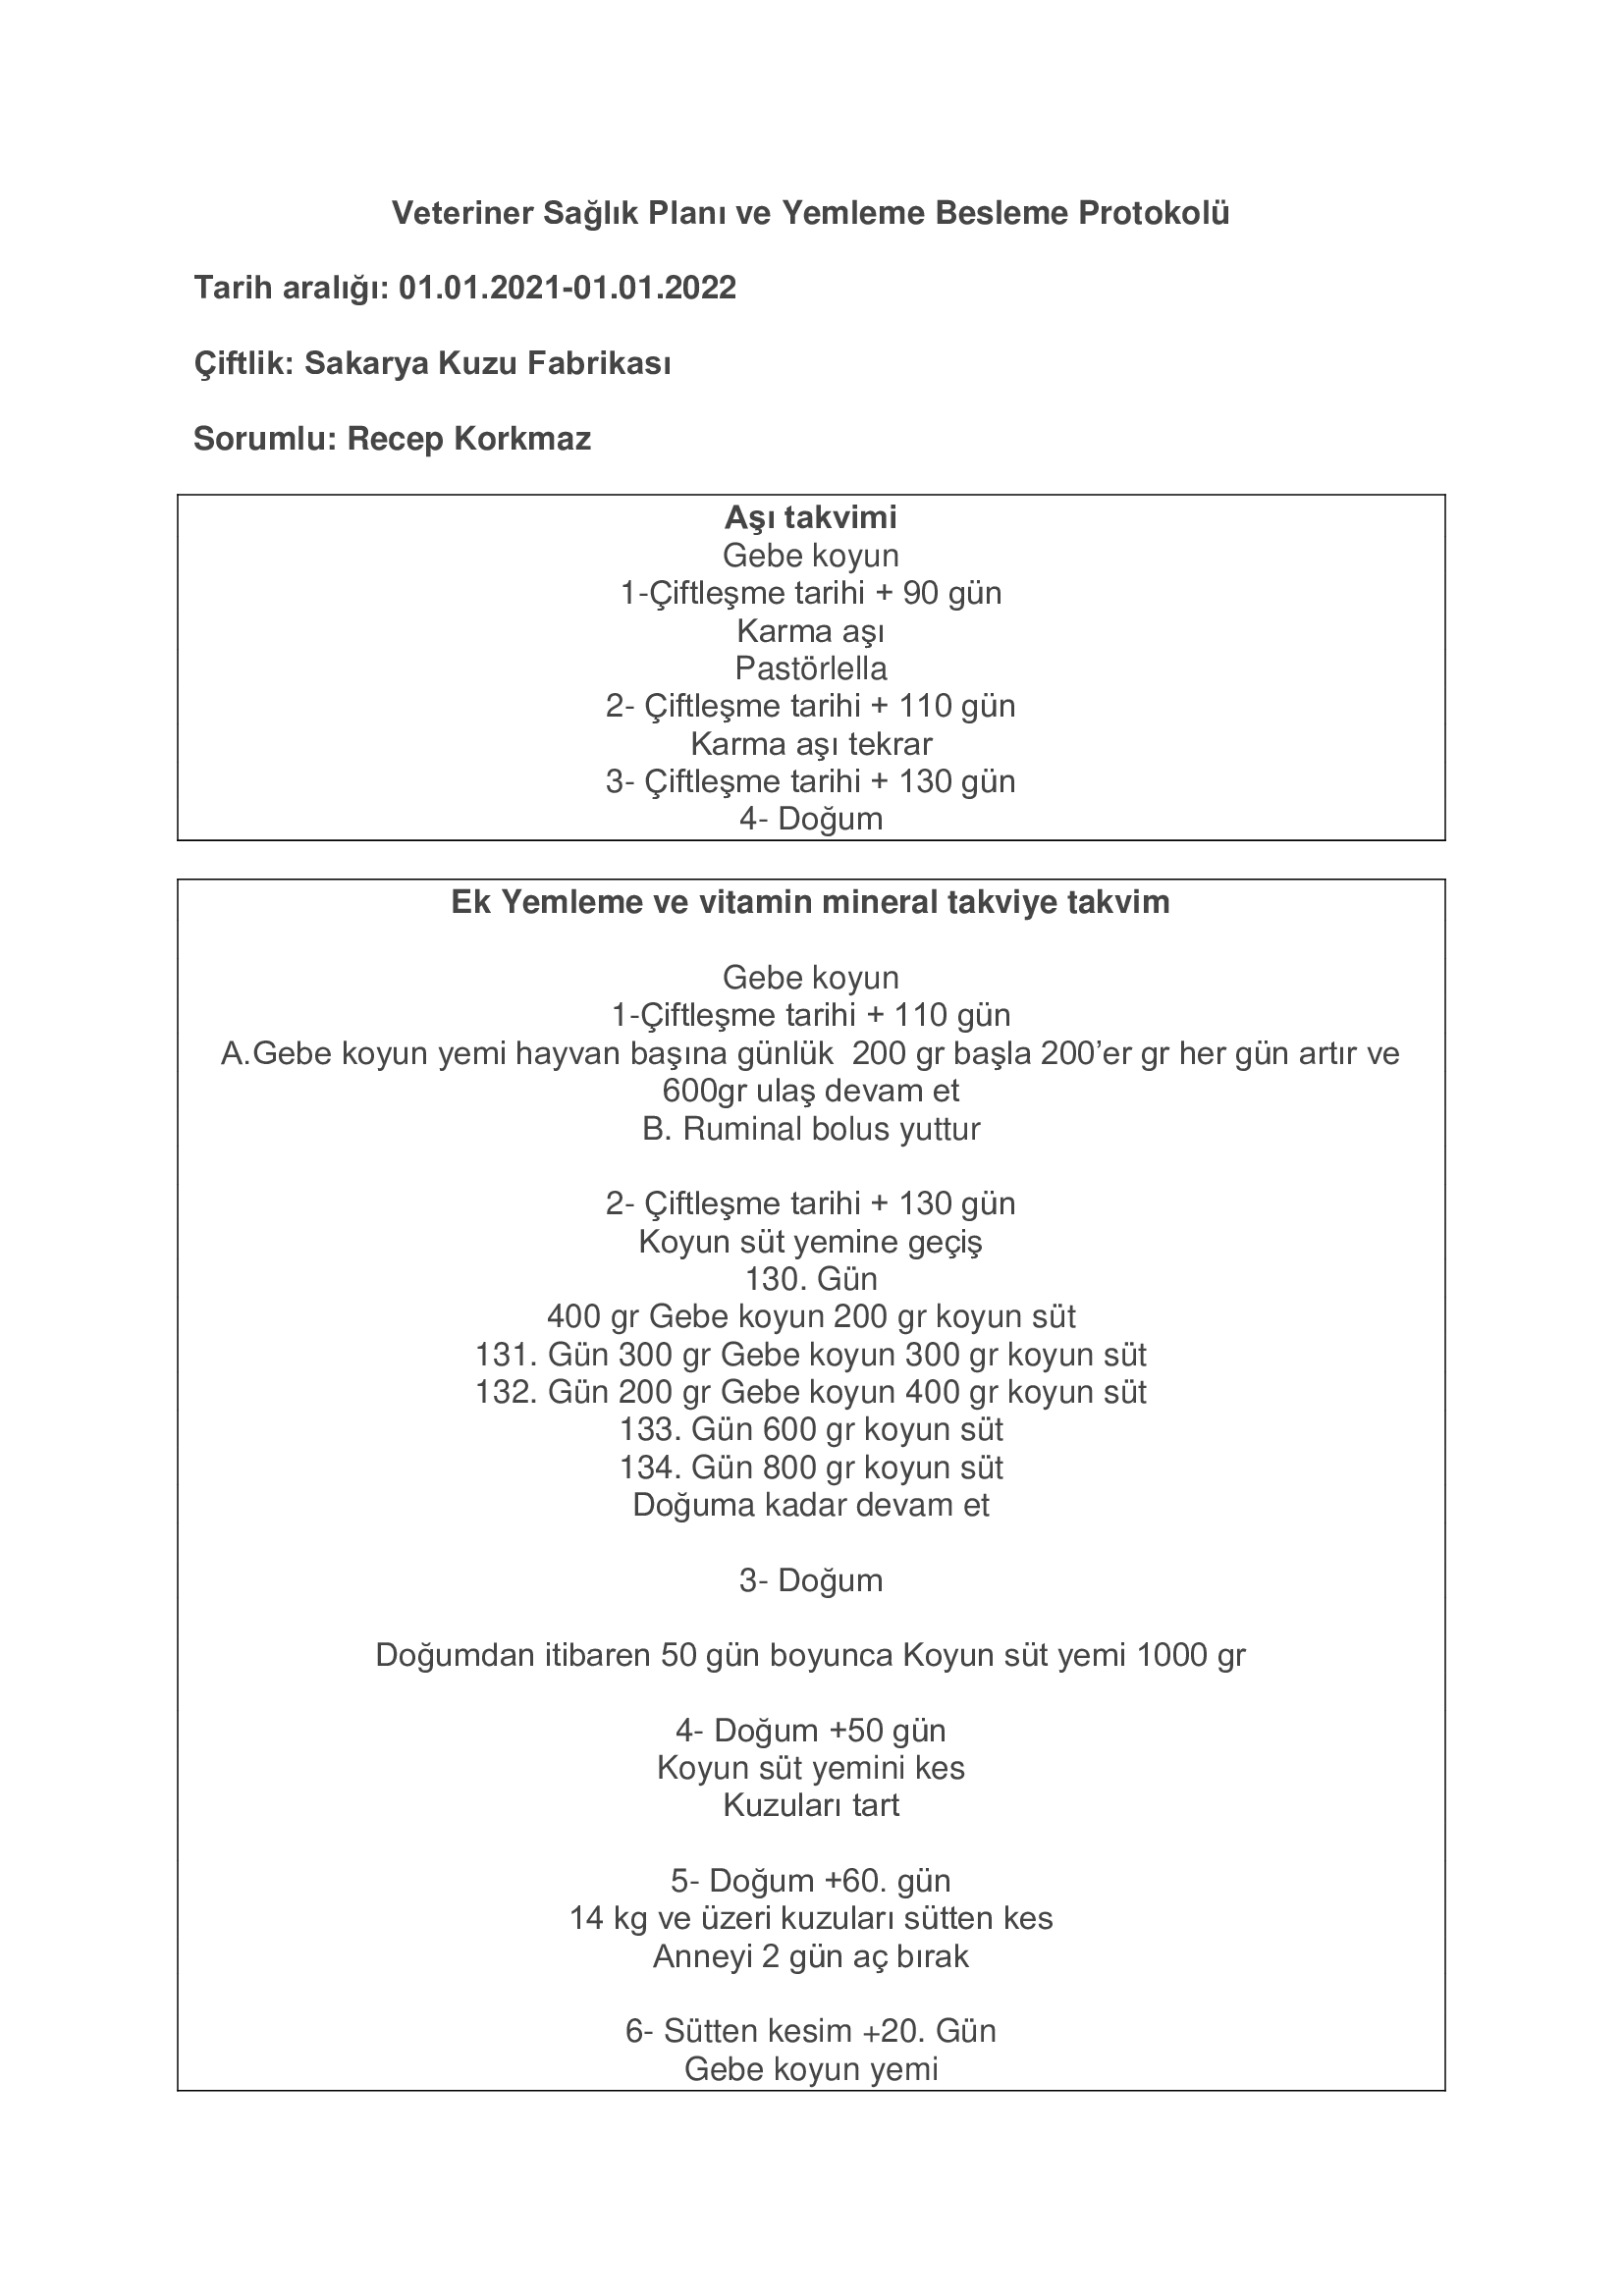 Veteriner Sağlık Planı ve Yemleme Besleme Protokolü
Tarih aralığı: 01.01.2021-01.01.2022
Çiftlik: Sakarya Kuzu Fabrikası
Sorumlu: Recep Korkmaz
Aşı takvimi
Gebe koyun
1-Çiftleşme tarihi + 90 gün
Karma aşı
Pastörlella
2- Çiftleşme tarihi + 110 gün
Karma aşı tekrar
3- Çiftleşme tarihi + 130 gün
4- Doğum
Ek Yemleme ve vitamin mineral takviye takvim
Gebe koyun
1-Çiftleşme tarihi + 110 gün
A.Gebe koyun yemi hayvan başına günlük  200 gr başla 200’er gr her gün artır ve
600gr ulaş devam et
B. Ruminal bolus yuttur
2- Çiftleşme tarihi + 130 gün
Koyun süt yemine geçiş
130. Gün
400 gr Gebe koyun 200 gr koyun süt
131. Gün 300 gr Gebe koyun 300 gr koyun süt
132. Gün 200 gr Gebe koyun 400 gr koyun süt
133. Gün 600 gr koyun süt
134. Gün 800 gr koyun süt
Doğuma kadar devam et
3- Doğum
Doğumdan itibaren 50 gün boyunca Koyun süt yemi 1000 gr
4- Doğum +50 gün
Koyun süt yemini kes
Kuzuları tart
5- Doğum +60. gün
14 kg ve üzeri kuzuları sütten kes
Anneyi 2 gün aç bırak
6- Sütten kesim +20. Gün
Gebe koyun yemi